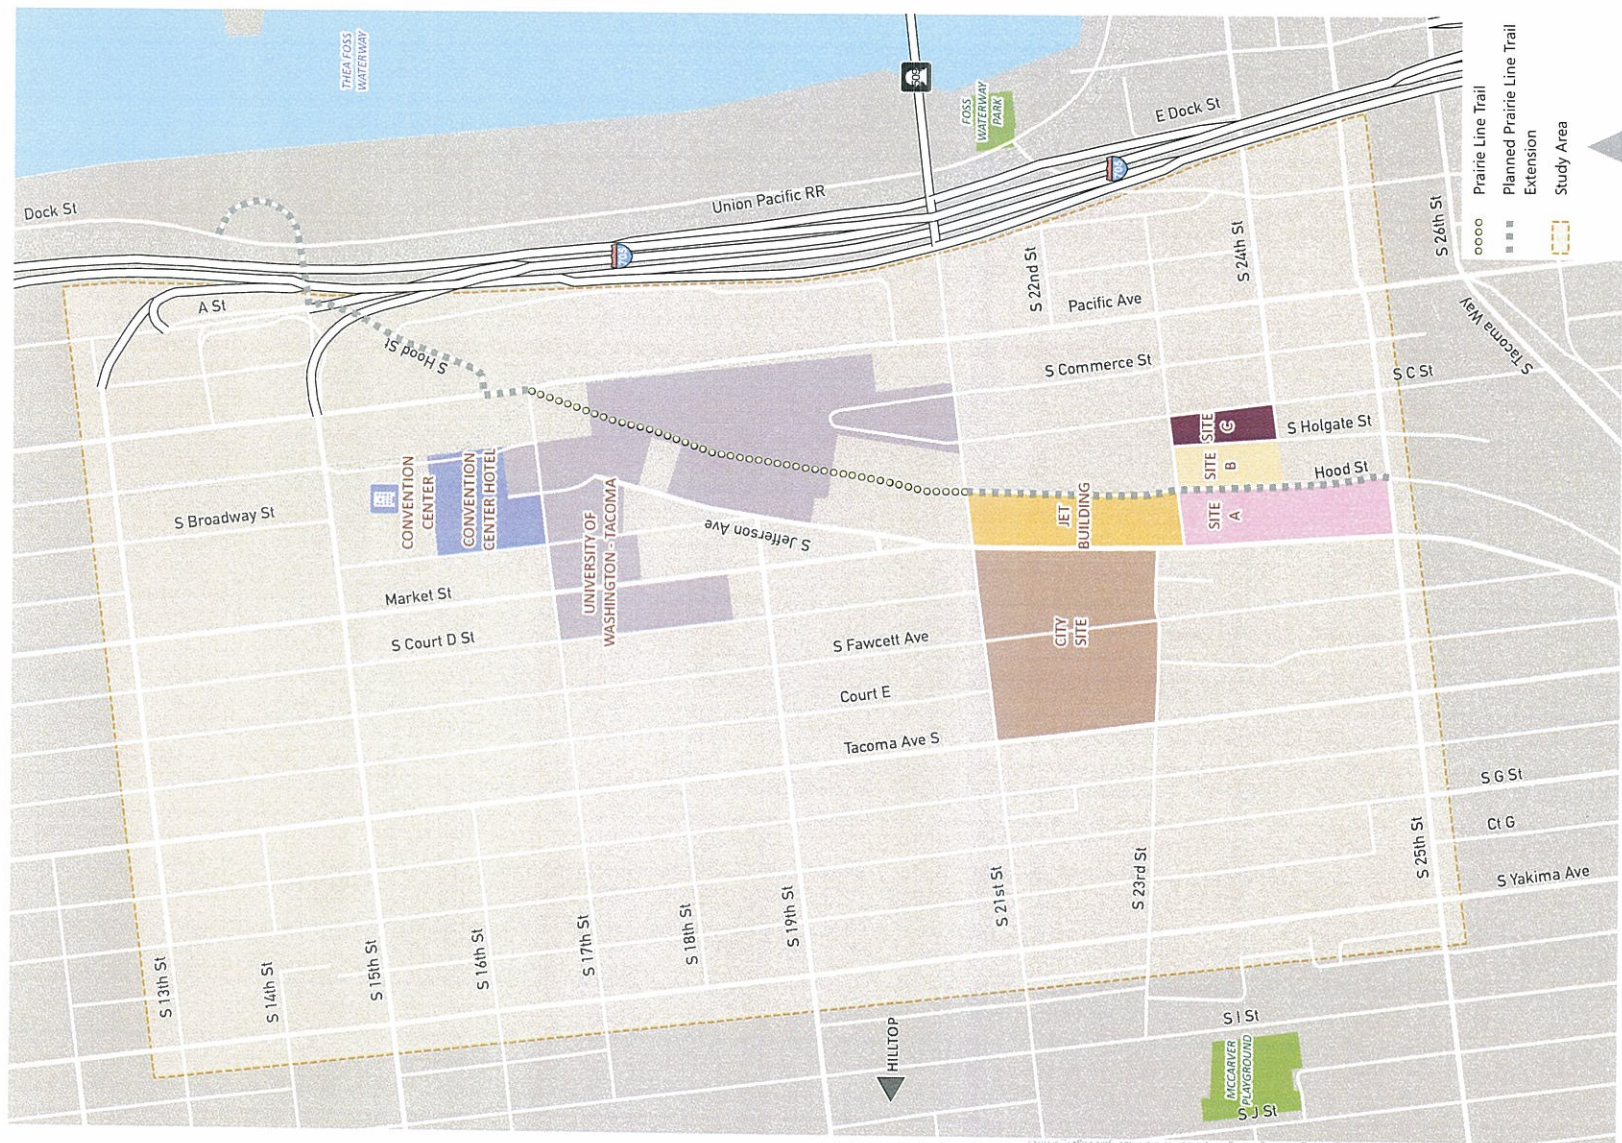 THEA FOSS
WATERWAY
509
FOSS
WATERWAY
PARK
E Dock St
Prairie Line Trail
Planned Prairie Line Trail
Extension
Study Area
Dock St
Union Pacific RR
705
705
A St
S Hood St
S 22nd St
Pacific Ave
S 24th St
S 26th St
S Tacoma Way
S Commerce St
S C St
SITE
C
S Holgate St
SITE
B
Hood St
SITE
A
CONVENTION
CENTER
CONVENTION
CENTER HOTEL
S Broadway St
UNIVERSITY OF
WASHINGTON - TACOMA
S Jefferson Ave
JET
BUILDING
Market St
S Court D St
S Fawcett Ave
CITY
SITE
Court E
Tacoma Ave S
S G St
Ct G
S Yakima Ave
S 13th St
S 14th St
S 15th St
S 16th St
S 17th St
S 18th St
S 19th St
S 21st St
S 23rd St
S 25th St
HILLTOP
S I St
MCCARVER
PLAYGROUND
S J St